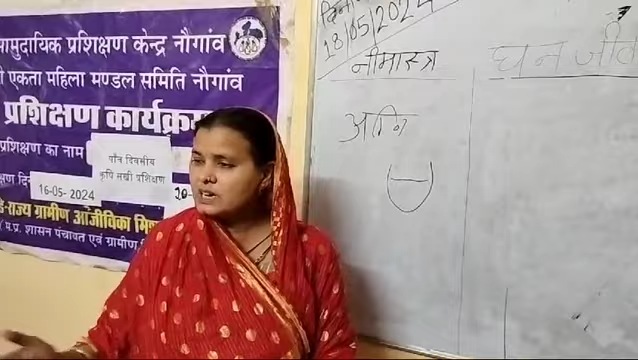 सामुदायिक प्रशिक्षण केन्द्र नौगांव
एकता महिला मण्डल समिति नौगांव
प्रशिक्षण कार्यक्रम
प्रशिक्षण का नाम
पाँच दिवसीय
कृषि सखी प्रशिक्षण
16-05-2024
20-
राज्य ग्रामीण आजीविका मिश
म.प्र. शासन पंचायत एवं ग्रामीण
18/05/2024
नीमास्त्र
घन जीव